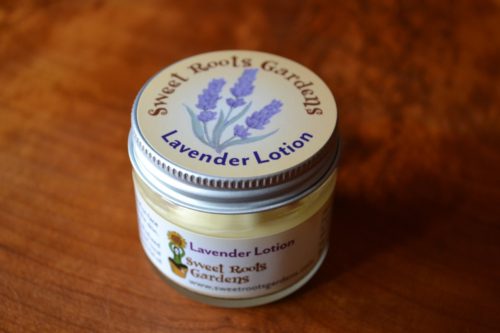 Sweet Roots Gardens
Lavender Lotion
Lavender Lotion
Sweet Roots
Gardens
www.sweetrootsgardens.com